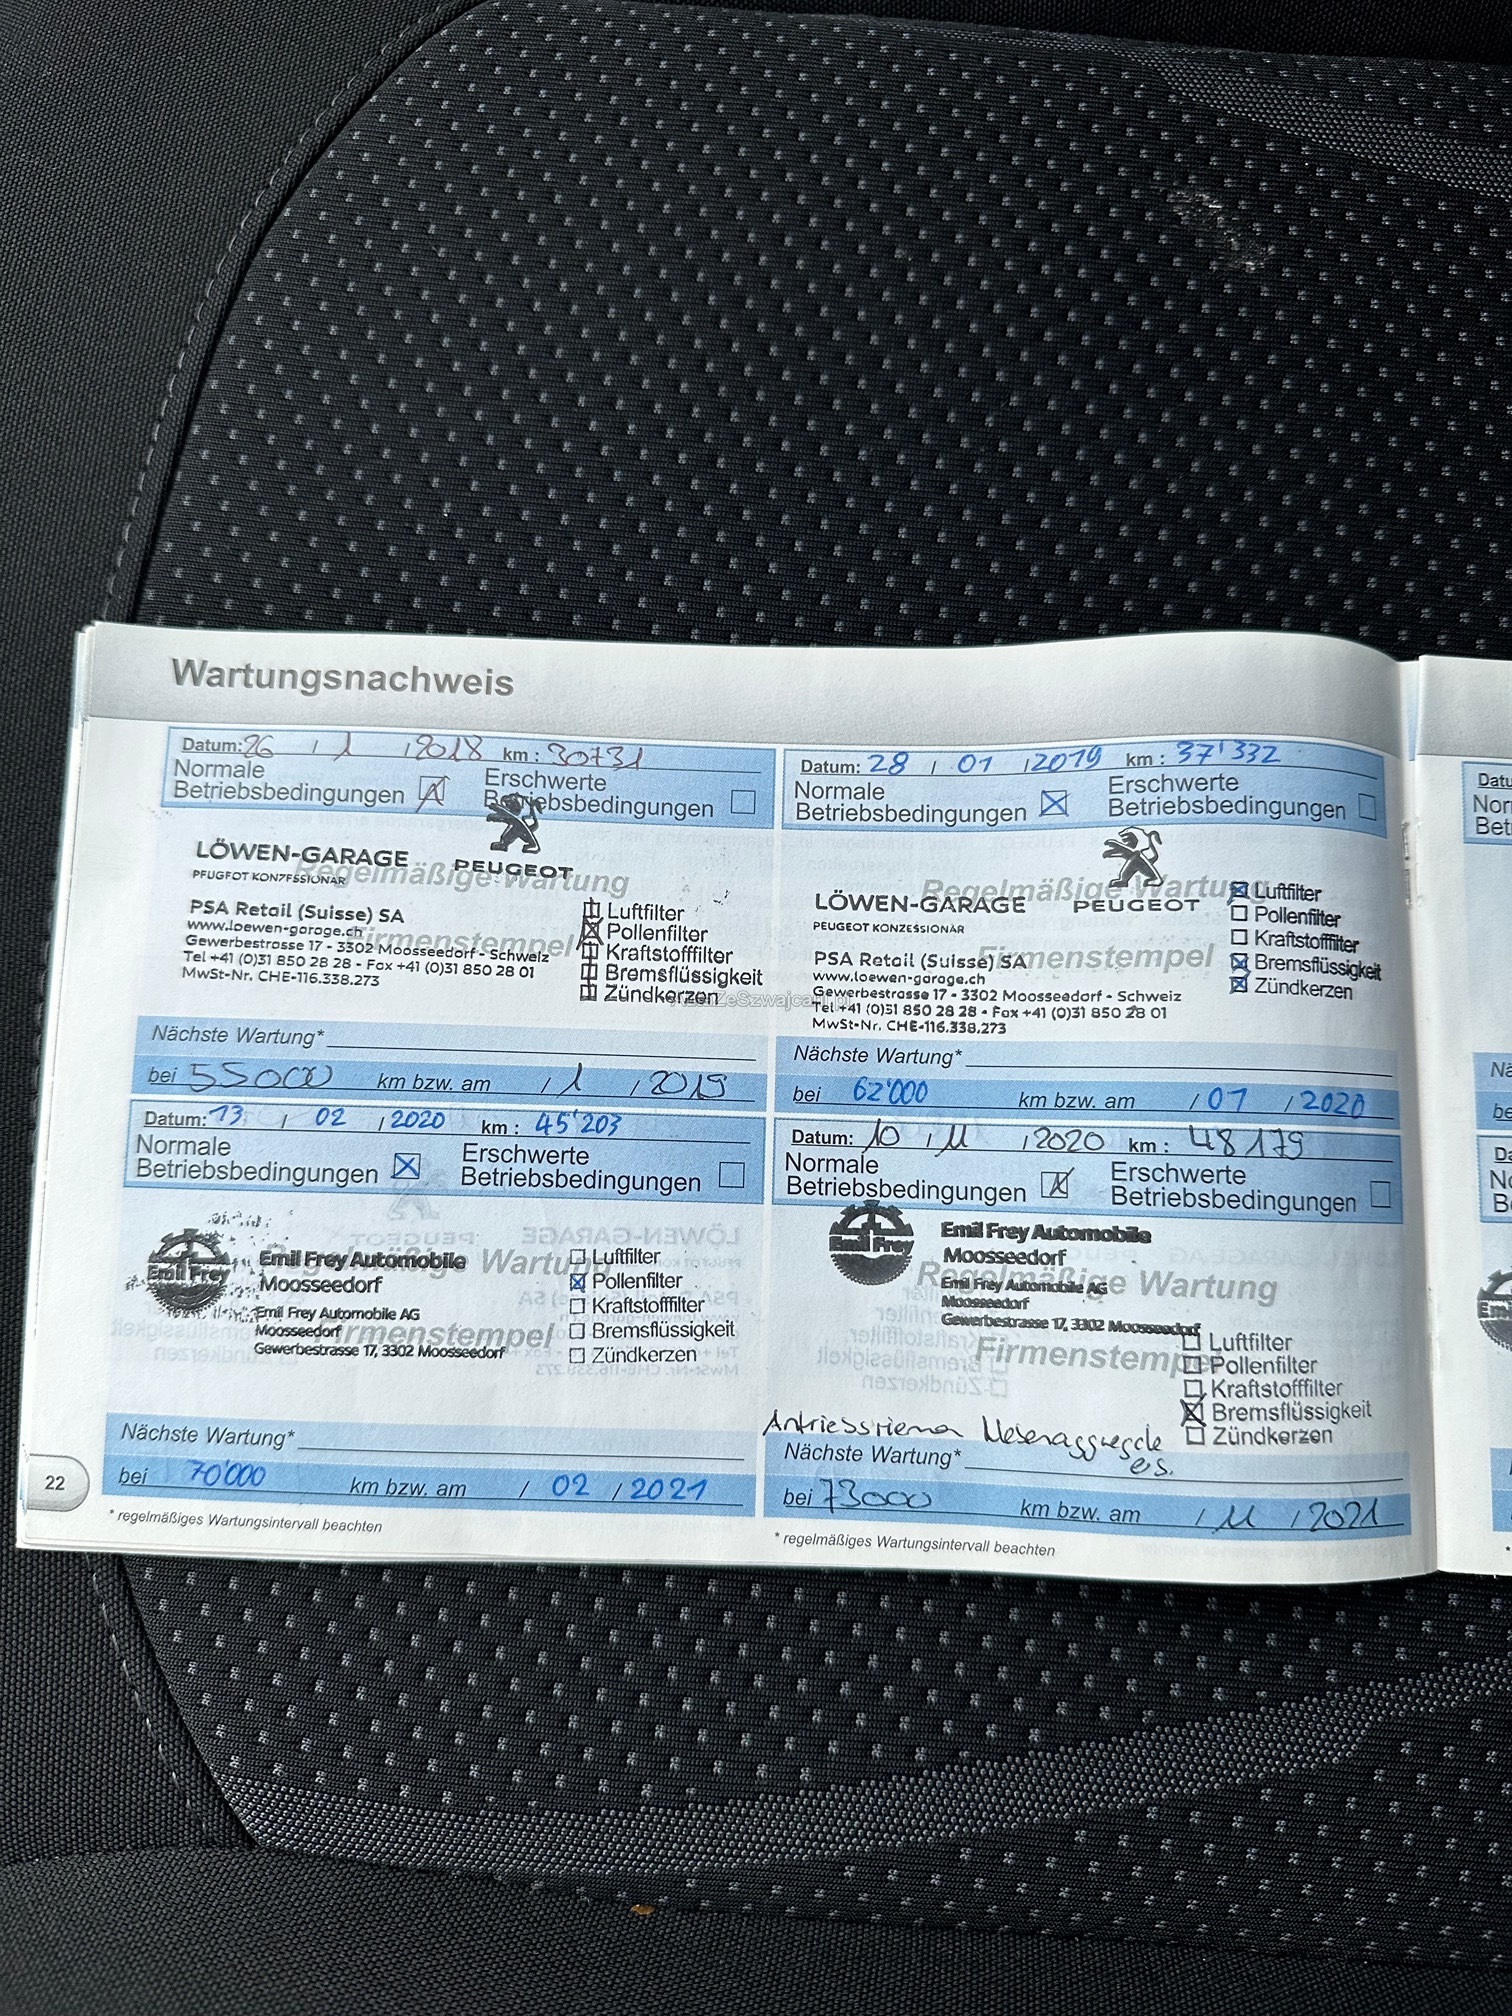 Wartungsnachweis
Datum: 26 / 1 / 2018 km : 30731
Normale
Betriebsbedingungen
Erschwerte
Betriebsbedingungen
LÖWEN-GARAGE
PEUGEOT KONZESSIONÄR
PEUGEOT
Regelmäßige Wartung
Firmenstempel
PSA Retail (Suisse) SA
www.loewen-garage.ch
Gewerbestrasse 17 - 3302 Moosseedorf - Schweiz
Tel +41 (0)31 850 28 28 - Fax +41 (0)31 850 28 01
MwSt-Nr. CHE-116.338.273
Luftfilter
Pollenfilter
Kraftstofffilter
Bremsflüssigkeit
Zündkerzen
Nächste Wartung*
bei 55000 km bzw. am / 1 / 2019
Datum: 28 / 01 / 2019 km : 37'332
Normale
Betriebsbedingungen
Erschwerte
Betriebsbedingungen
LÖWEN-GARAGE
PEUGEOT KONZESSIONÄR
PEUGEOT
Regelmäßige Wartung
Firmenstempel
PSA Retail (Suisse) SA
www.loewen-garage.ch
Gewerbestrasse 17 - 3302 Moosseedorf - Schweiz
Tel +41 (0)31 850 28 28 - Fax +41 (0)31 850 28 01
MwSt-Nr. CHE-116.338.273
Luftfilter
Pollenfilter
Kraftstofffilter
Bremsflüssigkeit
Zündkerzen
Nächste Wartung*
bei 62'000 km bzw. am / 01 / 2020
Datum: 13 / 02 / 2020 km : 45'203
Normale
Betriebsbedingungen
Erschwerte
Betriebsbedingungen
Emil Frey
Emil Frey Automobile
Moosseedorf
Emil Frey Automobile AG
Moosseedorf
Gewerbestrasse 17, 3302 Moosseedorf
Regelmäßige Wartung
Firmenstempel
Luftfilter
Pollenfilter
Kraftstofffilter
Bremsflüssigkeit
Zündkerzen
Nächste Wartung*
bei 70'000 km bzw. am / 02 / 2021
* regelmäßiges Wartungsintervall beachten
Datum: 10 / 11 / 2020 km : 48179
Normale
Betriebsbedingungen
Erschwerte
Betriebsbedingungen
Emil Frey
Emil Frey Automobile
Moosseedorf
Emil Frey Automobile AG
Moosseedorf
Gewerbestrasse 17, 3302 Moosseedorf
Regelmäßige Wartung
Firmenstempel
Luftfilter
Pollenfilter
Kraftstofffilter
Bremsflüssigkeit
Zündkerzen
Nächste Wartung*
bei 73000 km bzw. am / 11 / 2021
* regelmäßiges Wartungsintervall beachten
22